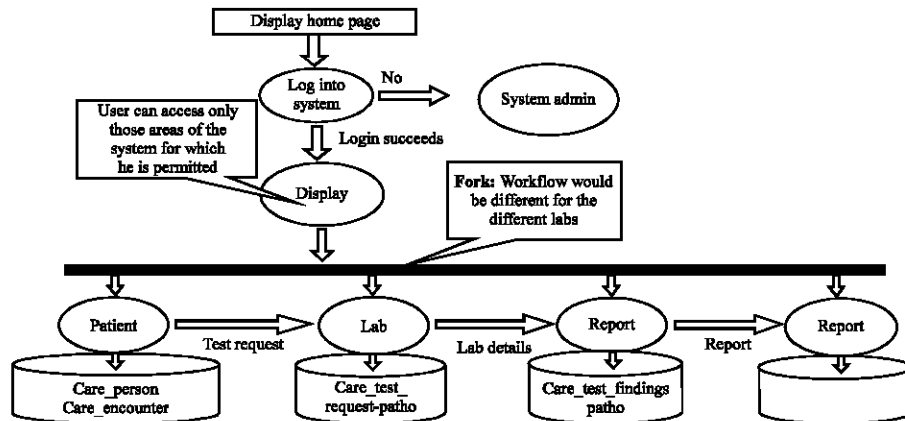 Display home page
Log into
system
No
System admin
User can access only
those areas of the
system for which
he is permitted
Login succeeds
Display
Fork: Workflow would
be different for the
different labs
Patient
Test request
Lab
Lab details
Report
Report
Report
Care_person
Care_encounter
Care_test_
request-patho
Care_test_findings
patho